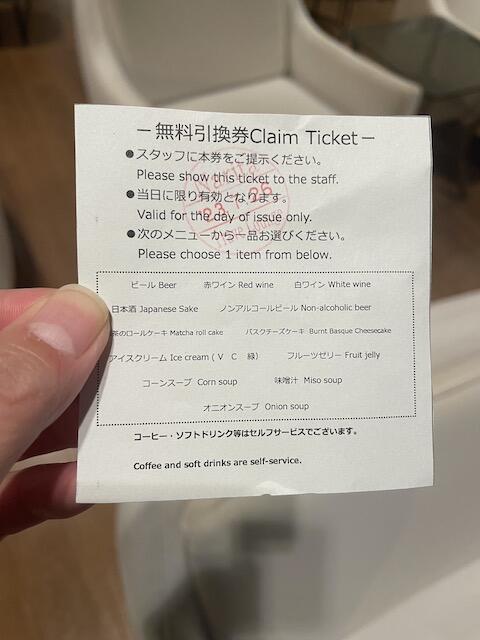 －無料引換券Claim Ticket－
●スタッフに本券をご提示ください。
Please show this ticket to the staff.
●当日に限り有効となります。
Valid for the day of issue only.
●次のメニューから一品お選びください。
Please choose 1 item from below.
ビール Beer 赤ワイン Red wine 白ワイン White wine
日本酒 Japanese Sake ノンアルコールビール Non-alcoholic beer
茶のロールケーキ Matcha roll cake バスクチーズケーキ Burnt Basque Cheesecake
アイスクリーム Ice cream ( V C 緑) フルーツゼリー Fruit jelly
コーンスープ Corn soup 味噌汁 Miso soup
オニオンスープ Onion soup
コーヒー・ソフトドリンク等はセルフサービスでございます。
Coffee and soft drinks are self-service.